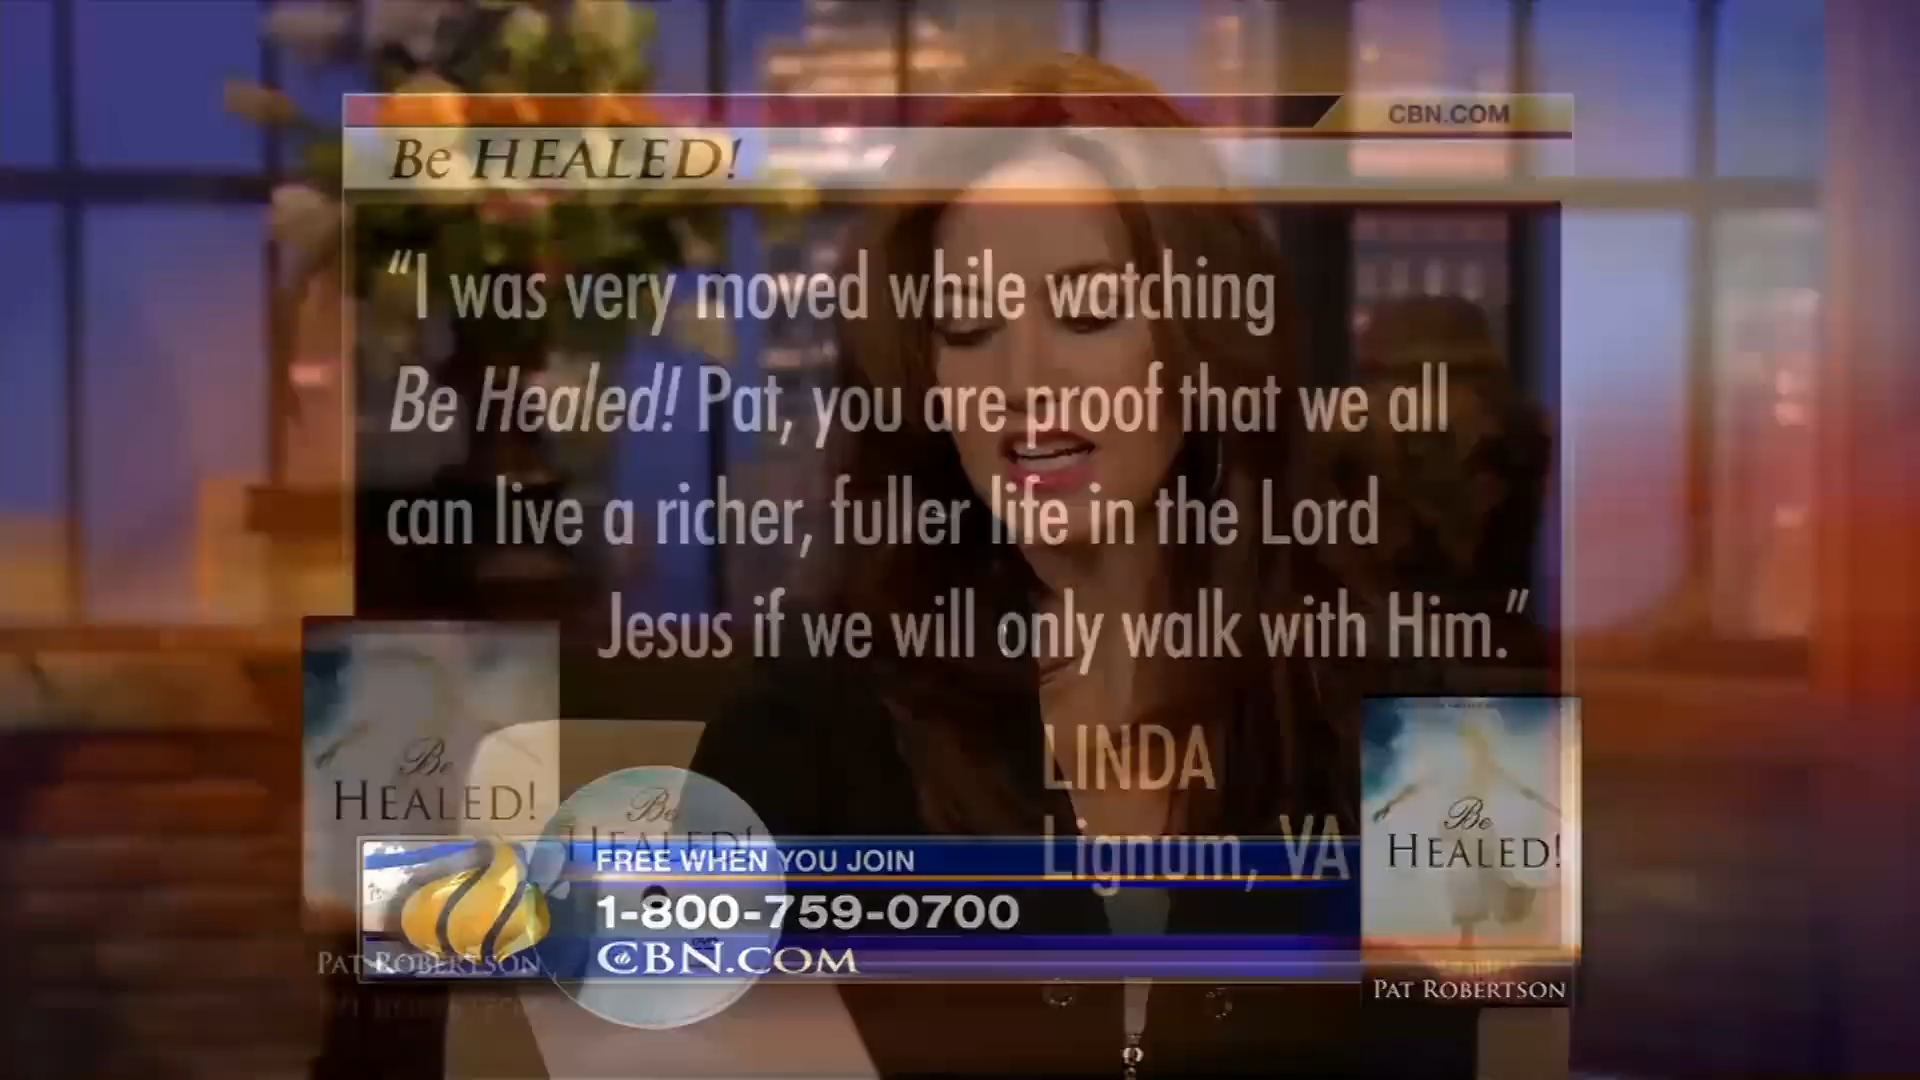 CBN.COM
Be HEALED!
“I was very moved while watching
Be Healed! Pat, you are proof that we all
can live a richer, fuller life in the Lord
Jesus if we will only walk with Him.”
LINDA
Lignum, VA
Be
HEALED!
PAT ROBERTSON
Be
HEALED!
FREE WHEN YOU JOIN
1-800-759-0700
CBN.COM
Be
HEALED!
PAT ROBERTSON